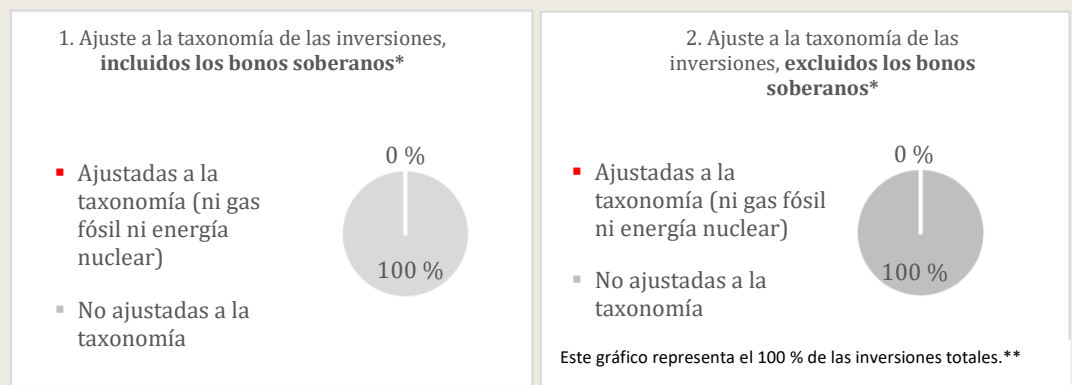 1. Ajuste a la taxonomía de las inversiones,
incluidos los bonos soberanos*
Ajustadas a la
taxonomía (ni gas
fósil ni energía
nuclear)
No ajustadas a la
taxonomía
0 %
100 %
2. Ajuste a la taxonomía de las
inversiones, excluidos los bonos
soberanos*
Ajustadas a la
taxonomía (ni gas fósil
ni energía nuclear)
No ajustadas a la
taxonomía
0 %
100 %
Este gráfico representa el 100 % de las inversiones totales.**